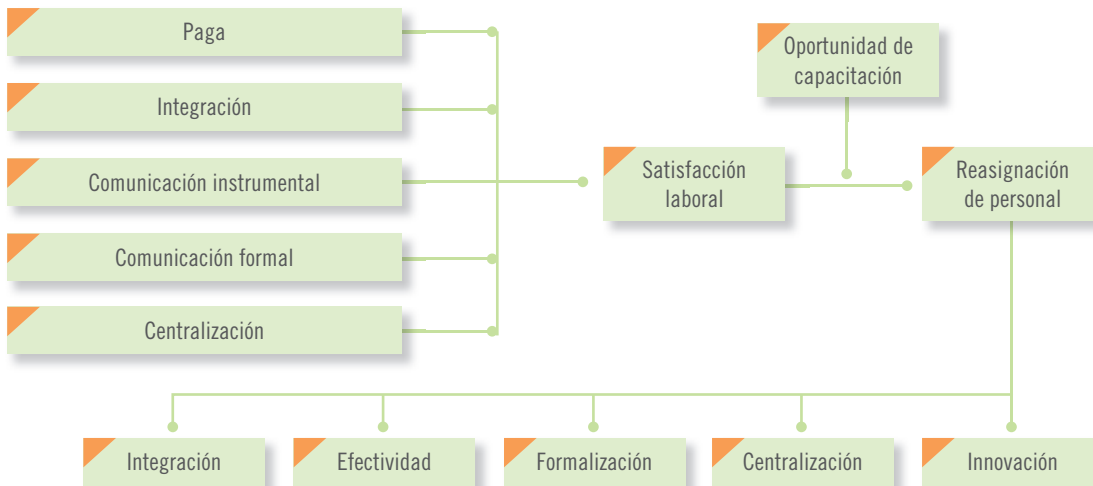 Paga
Integración
Comunicación instrumental
Comunicación formal
Centralización
Oportunidad de
capacitación
Satisfacción
laboral
Reasignación
de personal
Integración
Efectividad
Formalización
Centralización
Innovación